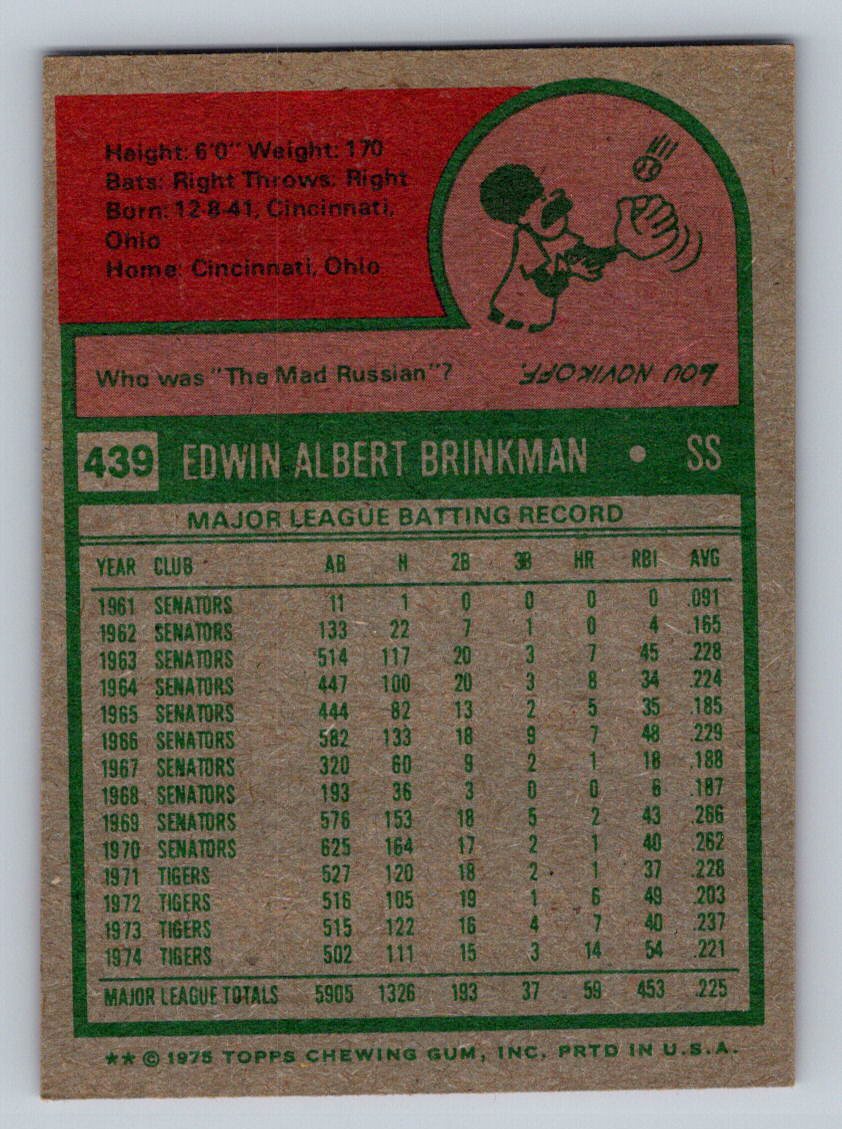 Height: 6'0" Weight: 170
Bats: Right Throws: Right
Born: 12-8-41, Cincinnati,
Ohio
Home: Cincinnati, Ohio
Who was "The Mad Russian"?
LOU NOVIKOFF.
439 EDWIN ALBERT BRINKMAN • SS
MAJOR LEAGUE BATTING RECORD
YEAR CLUB AB H 2B 3B HR RBI AVG
1961 SENATORS 11 1 0 0 0 0 .091
1962 SENATORS 133 22 7 1 0 4 .165
1963 SENATORS 514 117 20 3 7 45 .228
1964 SENATORS 447 100 20 3 8 34 .224
1965 SENATORS 444 82 13 2 5 35 .185
1966 SENATORS 582 133 18 9 7 48 .229
1967 SENATORS 320 60 9 2 1 18 .188
1968 SENATORS 193 36 3 0 0 6 .187
1969 SENATORS 576 153 18 5 2 43 .266
1970 SENATORS 625 164 17 2 1 40 .262
1971 TIGERS 527 120 18 2 1 37 .228
1972 TIGERS 516 105 19 1 6 49 .203
1973 TIGERS 515 122 16 4 7 40 .237
1974 TIGERS 502 111 15 3 14 54 .221
MAJOR LEAGUE TOTALS 5905 1326 193 37 59 453 .225
** © 1975 TOPPS CHEWING GUM, INC. PRTD IN U.S.A.